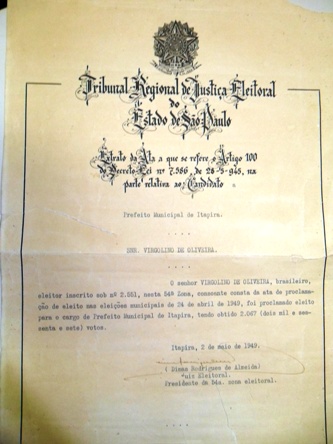 Tribunal Regional de Justiça Eleitoral
do
Estado de São Paulo
Extrato da Ata a que se refere o Artigo 100
do Decreto Lei nº 7.586, de 28-5-945, na
parte relativa ao: Candidato a
Prefeito Municipal de Itapira.
....
SNR. VIRGOLINO DE OLIVEIRA.
....
O senhor VIRGOLINO DE OLIVEIRA, brasileiro,
eleitor inscrito sob nº 2.551, nesta 54ª Zona, consoante consta da ata de proclama-
ção de eleito nas eleições municipais de 24 de abril de 1949, foi proclamado eleito
para o cargo de Prefeito Municipal de Itapira, tendo obtido 2.067 (dois mil e ses-
senta e sete) votos.
Itapira, 2 de maio de 1949.
( Dimas Rodrigues de Almeida )
Juiz Eleitoral.
Presidente da 54a. zona eleitoral.